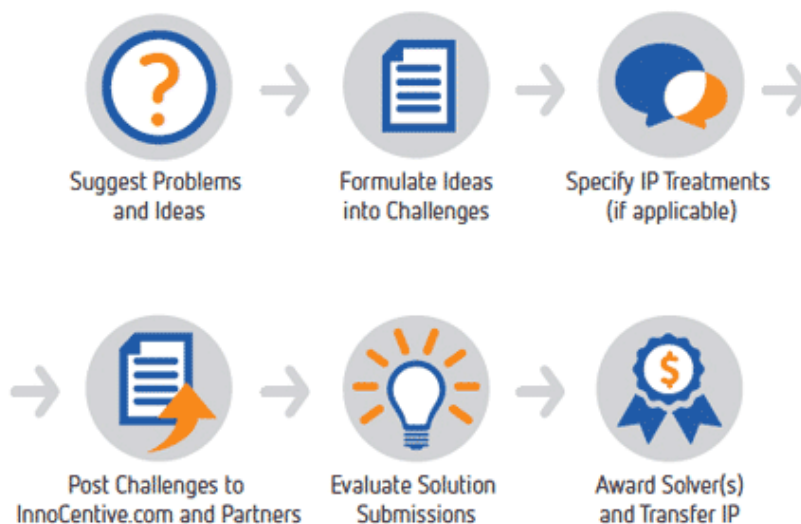 ?
Suggest Problems
and Ideas
Formulate Ideas
into Challenges
Specify IP Treatments
(if applicable)
Post Challenges to
InnoCentive.com and Partners
Evaluate Solution
Submissions
$
Award Solver(s)
and Transfer IP